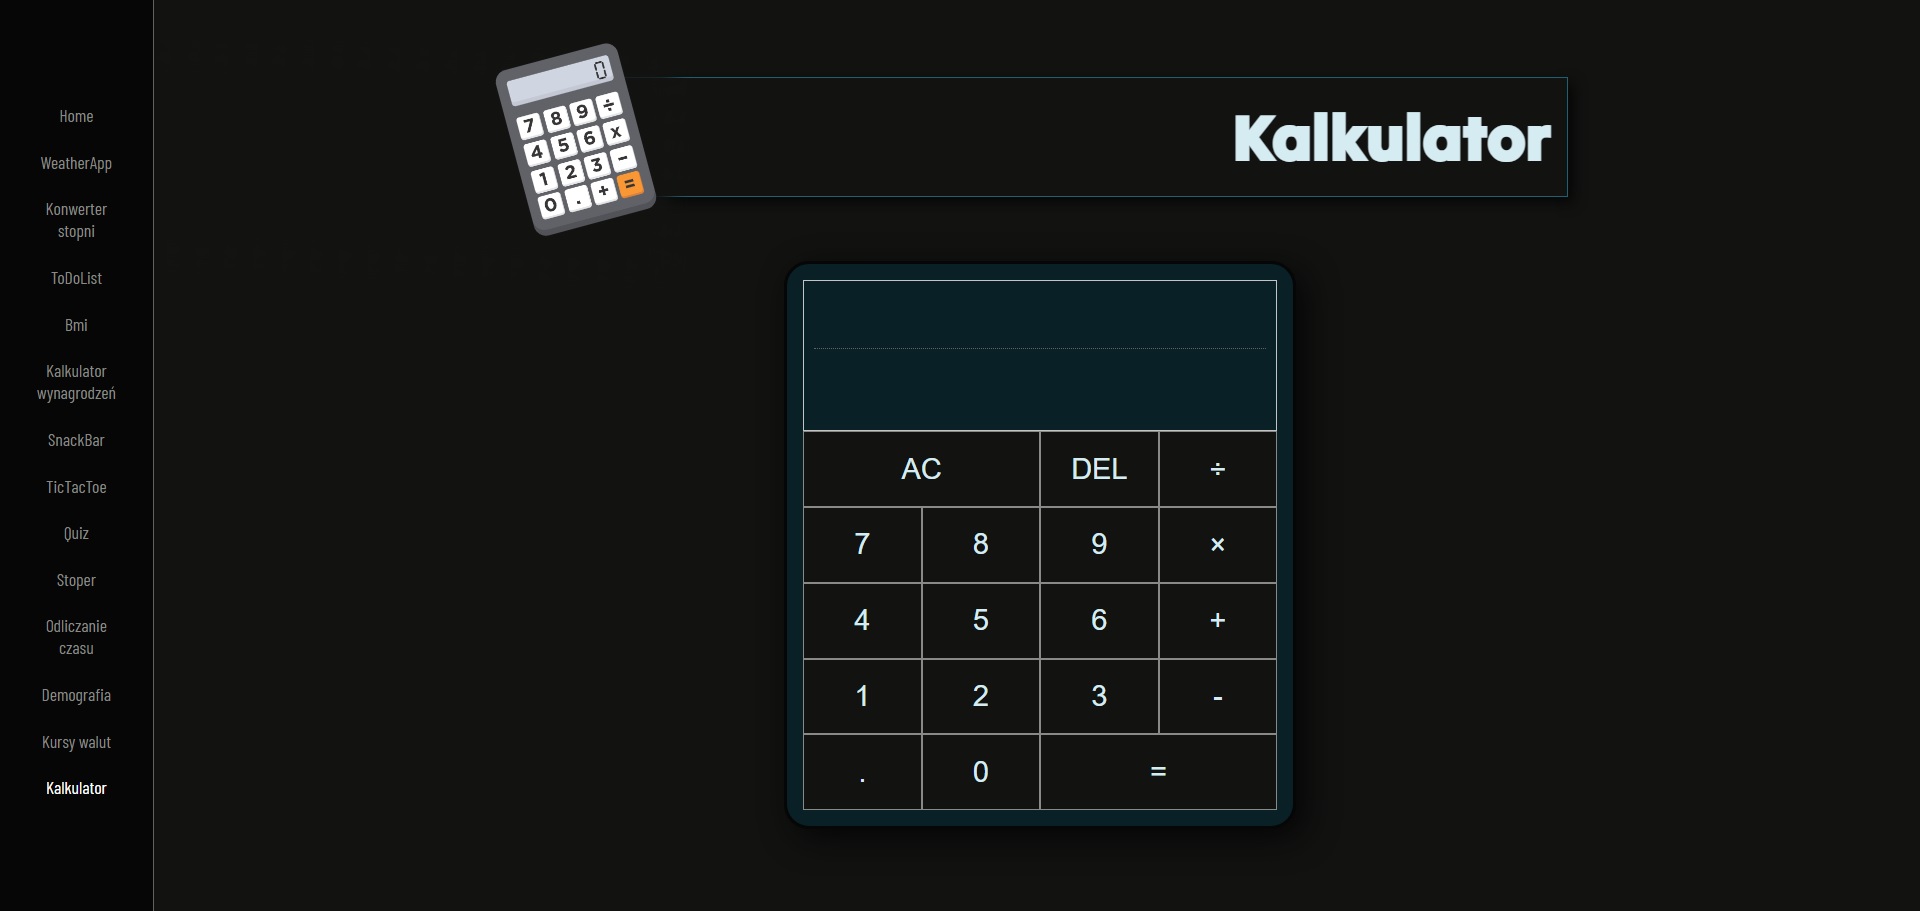 Home
WeatherApp
Konwerter
stopni
ToDoList
Bmi
Kalkulator
wynagrodzeń
SnackBar
TicTacToe
Quiz
Stoper
Odliczanie
czasu
Demografia
Kursy walut
Kalkulator
0
7 8 9 ÷
4 5 6 x
1 2 3 −
0 . + =
Kalkulator
AC DEL ÷
7 8 9 ×
4 5 6 +
1 2 3 -
. 0 =